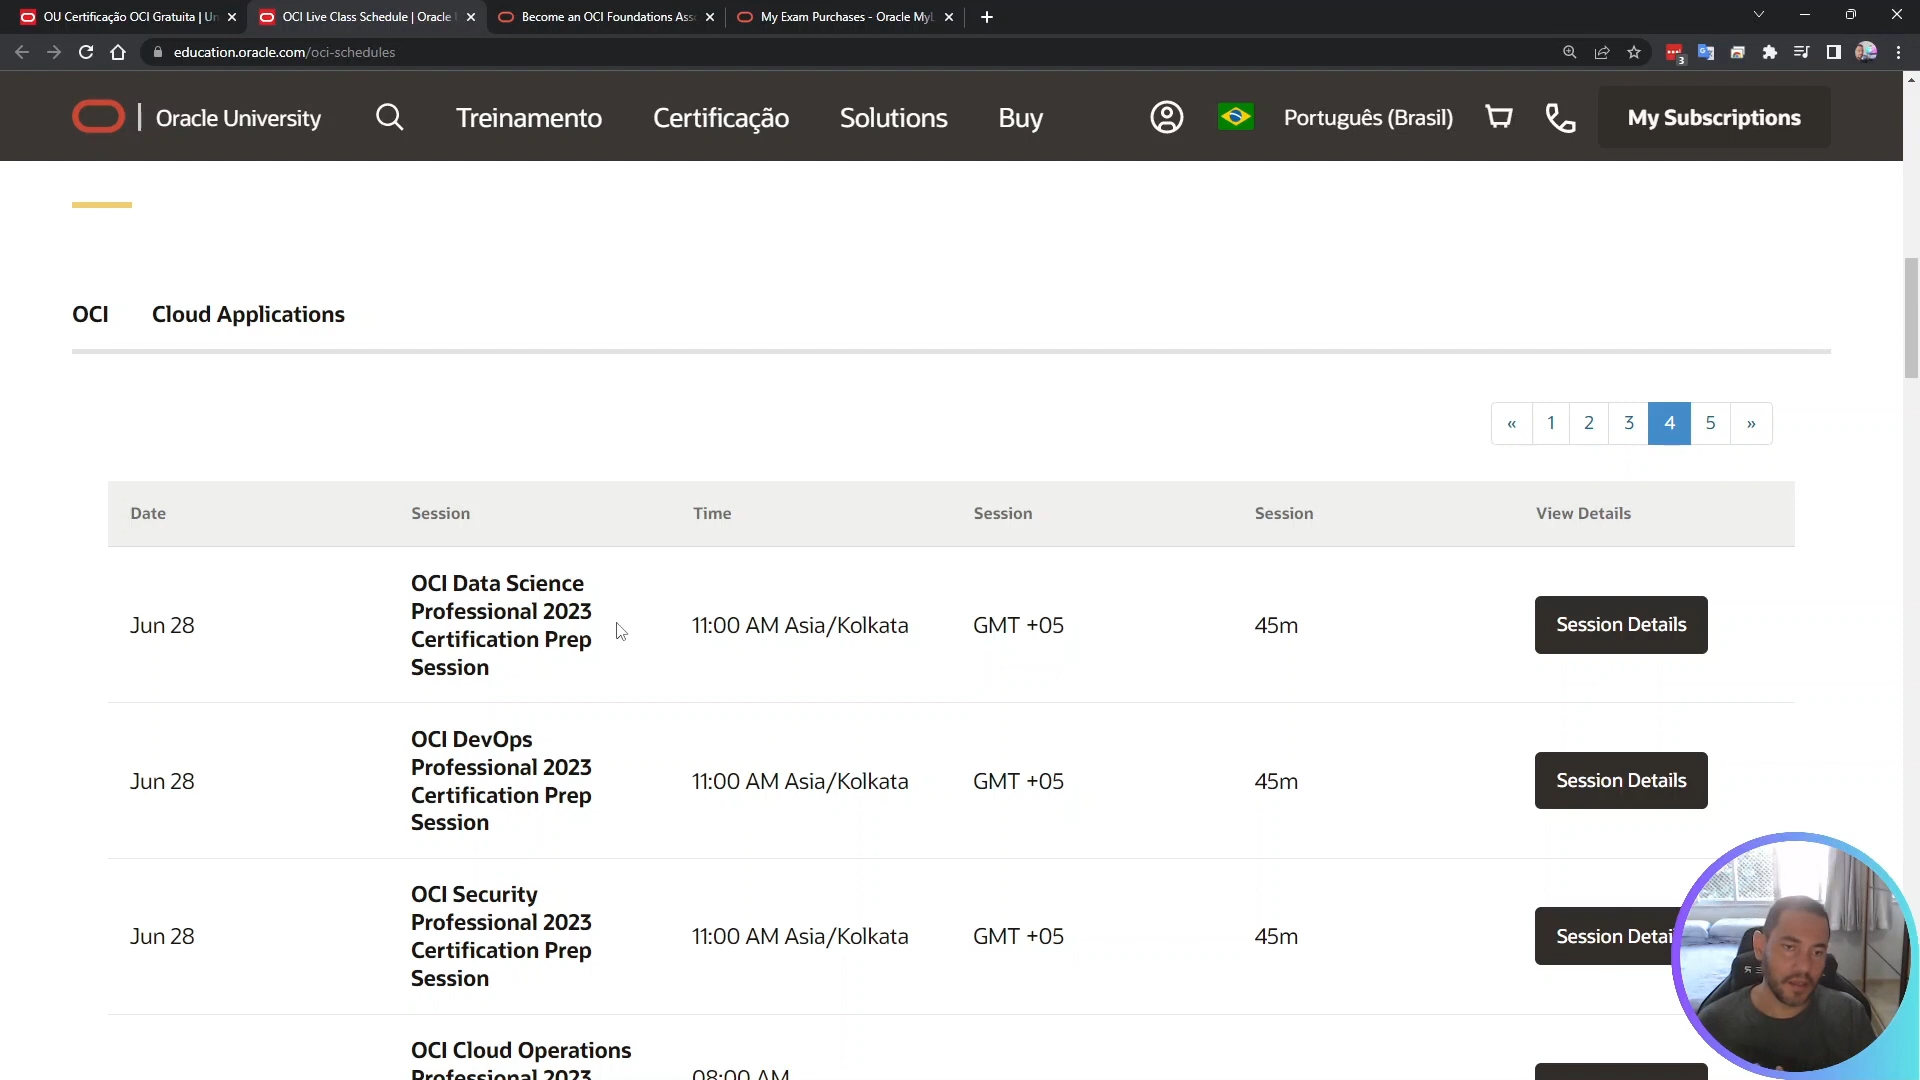 OU Certificação OCI Gratuita | Un
OCI Live Class Schedule | Oracle
Become an OCI Foundations Ass
My Exam Purchases - Oracle MyL
education.oracle.com/oci-schedules
3
Oracle University
Treinamento
Certificação
Solutions
Buy
Português (Brasil)
My Subscriptions
OCI
Cloud Applications
« 1 2 3 4 5 »
Date Session Time Session Session View Details
OCI Data Science
Professional 2023
Certification Prep
Session
Jun 28
11:00 AM Asia/Kolkata
GMT +05
45m
Session Details
OCI DevOps
Professional 2023
Certification Prep
Session
Jun 28
11:00 AM Asia/Kolkata
GMT +05
45m
Session Details
OCI Security
Professional 2023
Certification Prep
Session
Jun 28
11:00 AM Asia/Kolkata
GMT +05
45m
Session Detai
OCI Cloud Operations
Professional 2023
08:00 AM